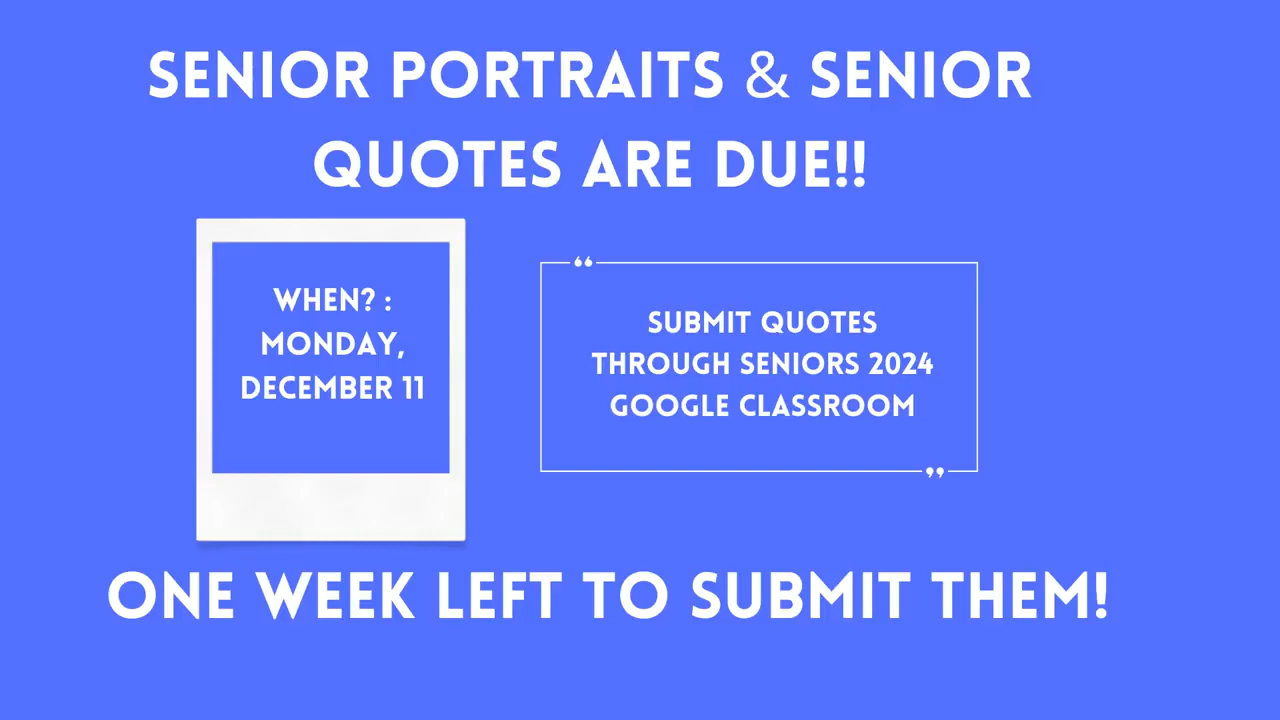 SENIOR PORTRAITS & SENIOR
QUOTES ARE DUE!!
WHEN? :
MONDAY,
DECEMBER 11
“
SUBMIT QUOTES
THROUGH SENIORS 2024
GOOGLE CLASSROOM
”
ONE WEEK LEFT TO SUBMIT THEM!